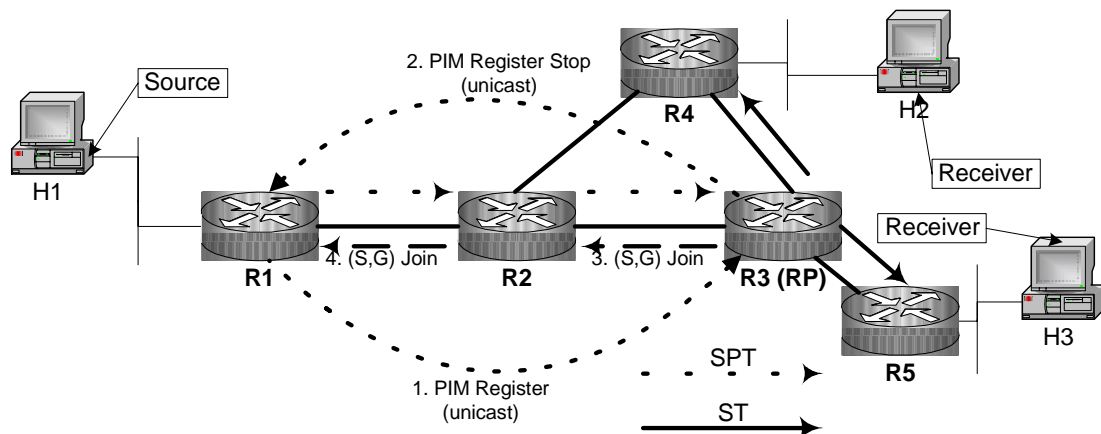 2. PIM Register Stop
(unicast)
Source
R4
H2
Receiver
H1
Receiver
4. (S,G) Join
3. (S,G) Join
R1
R2
R3 (RP)
H3
SPT
R5
1. PIM Register
(unicast)
ST